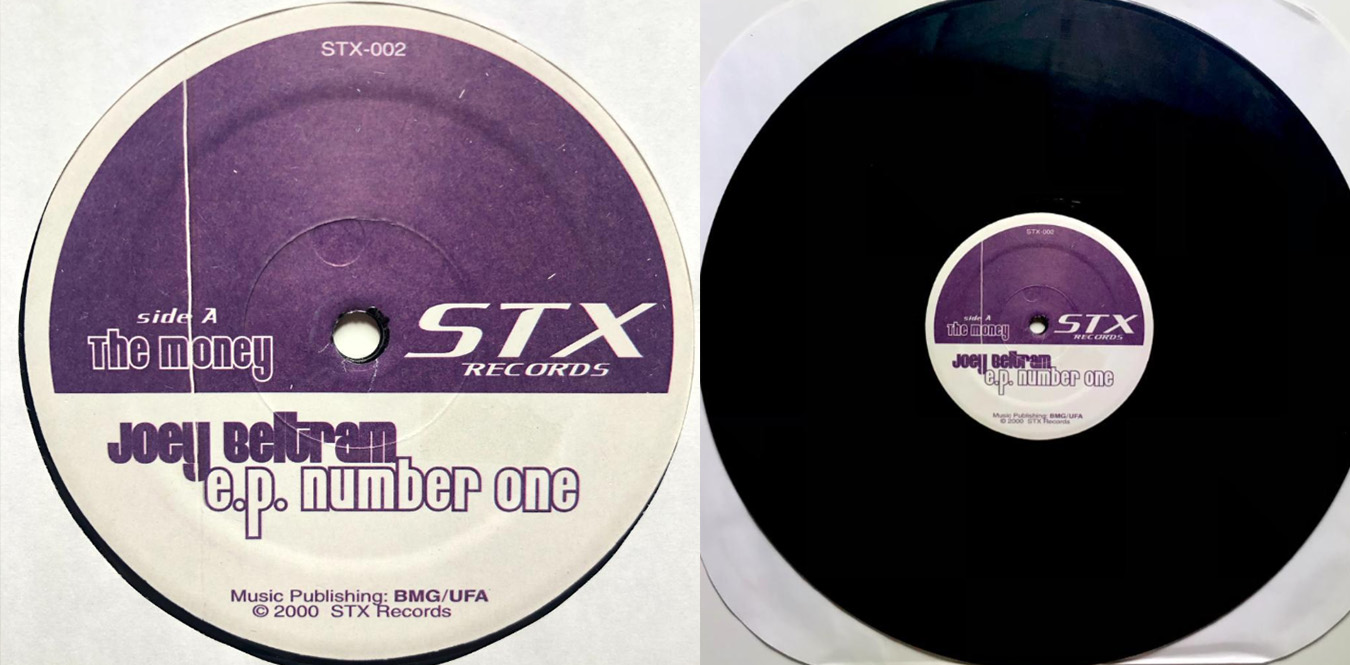 STX-002
side A
The money
STX
RECORDS
Joey Beltram
e.p. number one
Music Publishing: BMG/UFA
© 2000 STX Records
STX-002
side A
The money
STX
RECORDS
Joey Beltram
e.p. number one
Music Publishing: BMG/UFA
© 2000 STX Records